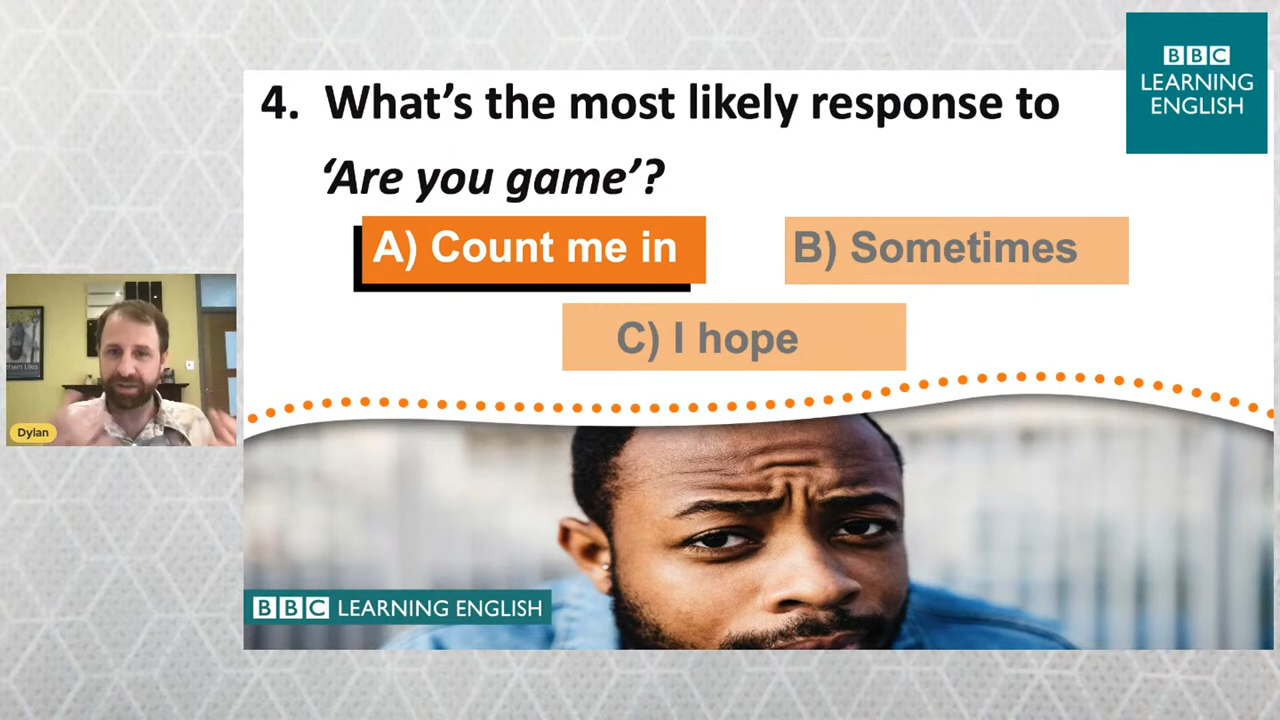 BBC
LEARNING
ENGLISH
4. What's the most likely response to
'Are you game'?
A) Count me in
B) Sometimes
C) I hope
Dylan
BBC LEARNING ENGLISH